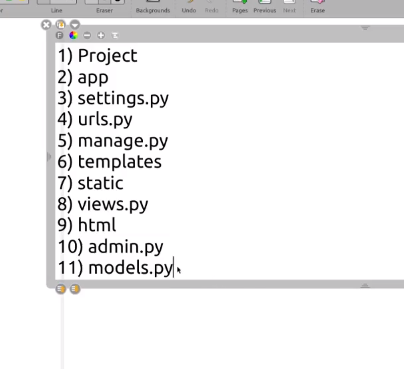 Line
Eraser
Backgrounds
Undo
Redo
Pages
Previous
Next
Erase
1) Project
2) app
3) settings.py
4) urls.py
5) manage.py
6) templates
7) static
8) views.py
9) html
10) admin.py
11) models.py